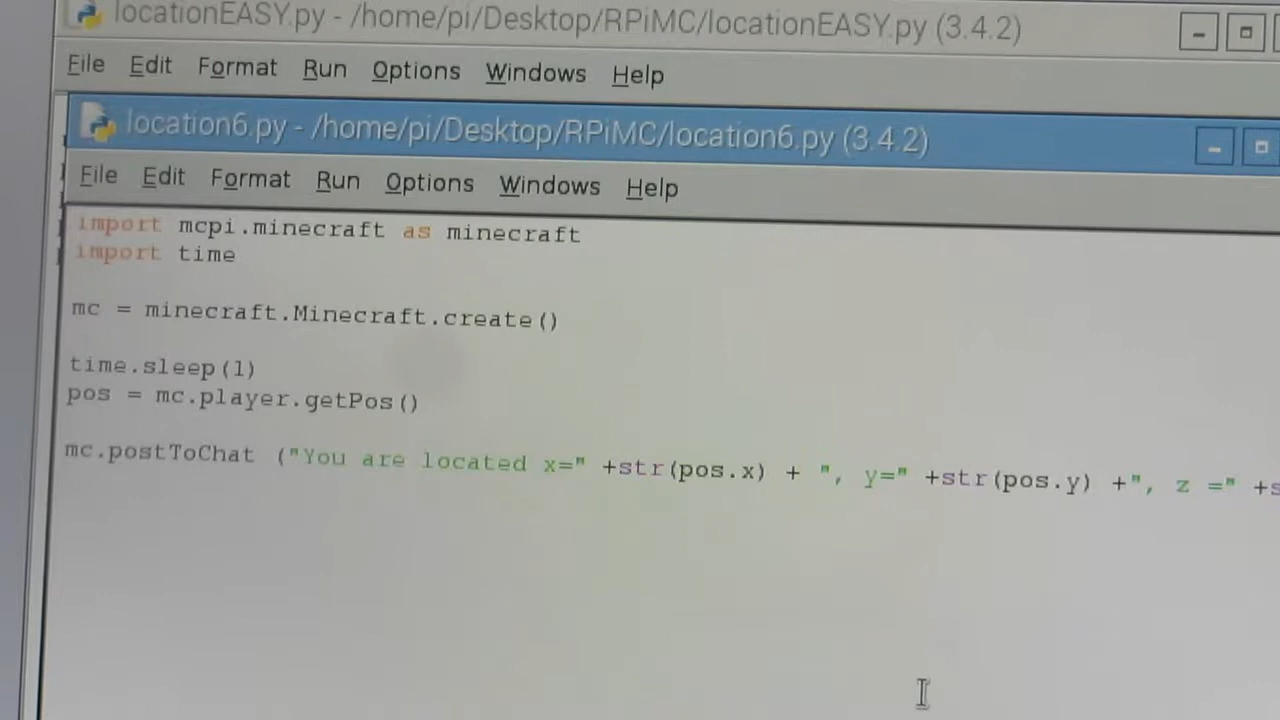 locationEASY.py - /home/pi/Desktop/RPiMC/locationEASY.py (3.4.2)
File Edit Format Run Options Windows Help
location6.py - /home/pi/Desktop/RPiMC/location6.py (3.4.2)
File Edit Format Run Options Windows Help
import mcpi.minecraft as minecraft
import time
mc = minecraft.Minecraft.create()
time.sleep(1)
pos = mc.player.getPos()
mc.postToChat ("You are located x=" +str(pos.x) + ", y=" +str(pos.y) +", z =" +s